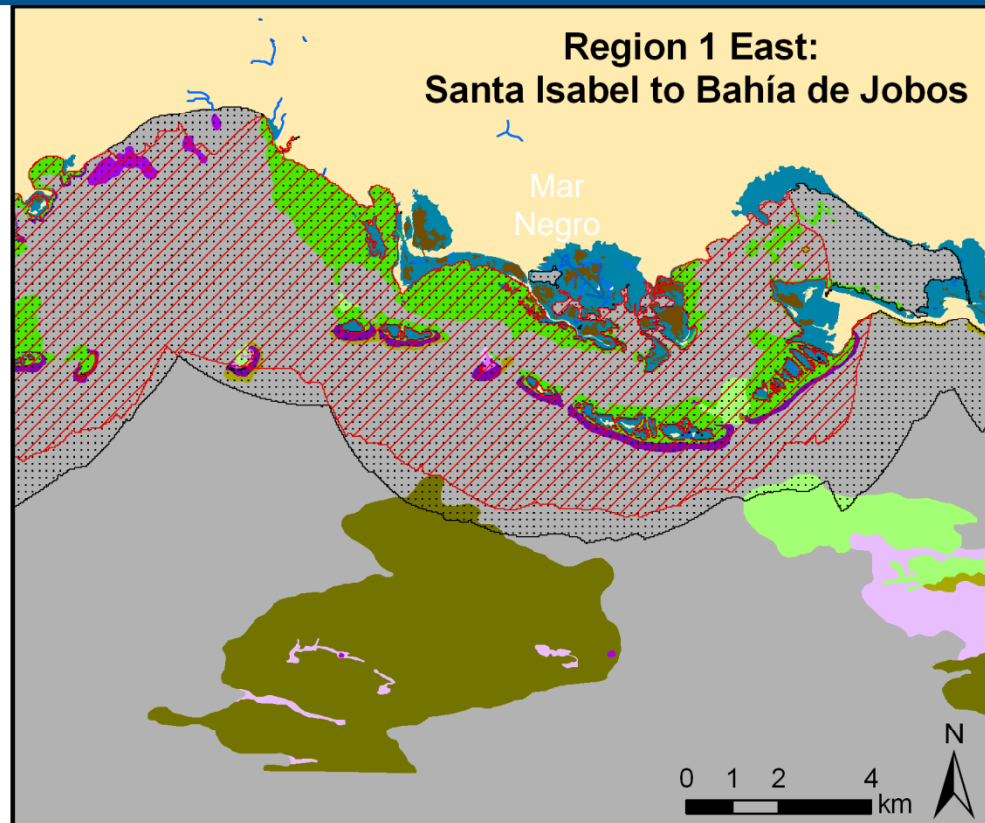 Region 1 East:
Santa Isabel to Bahía de Jobos
Mar
Negro
N
0 1 2 4
km